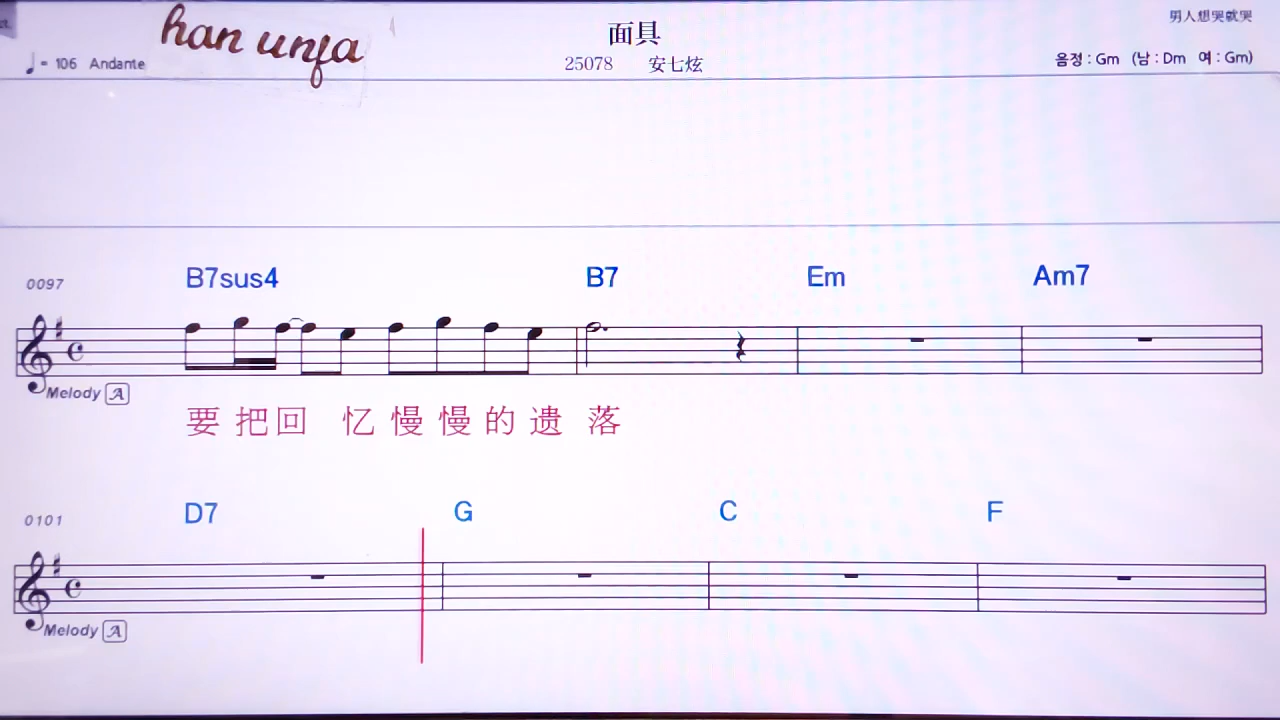 han unfa
面具
男人想哭就哭
♩= 106 Andante
25078 安七炫
음정 : Gm (남 : Dm 여 : Gm)
0097
B7sus4 B7 Em Am7
Melody A
要把回忆慢慢的遗落
0101
D7 G C F
Melody A